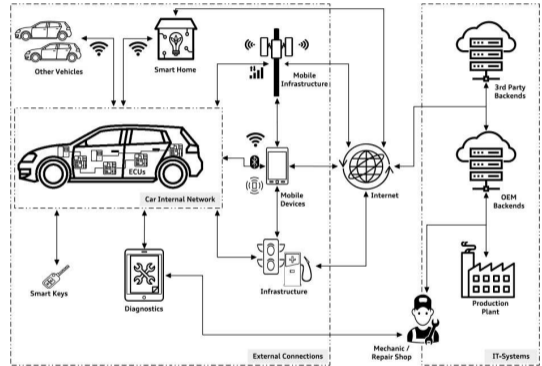 Other Vehicles
Smart Home
Mobile
Infrastructure
3rd Party
Backends
ECUs
Car Internal Network
Mobile
Devices
Internet
OEM
Backends
Smart Keys
Diagnostics
Infrastructure
Production
Plant
Mechanic /
Repair Shop
External Connections
IT-Systems